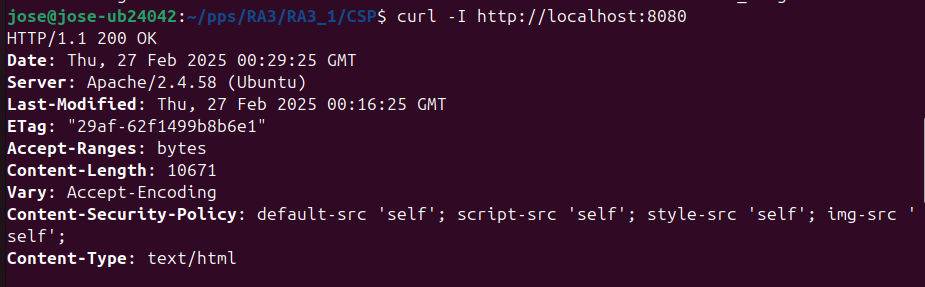 jose@jose-ub24042:~/pps/RA3/RA3_1/CSP$ curl -I http://localhost:8080
HTTP/1.1 200 OK
Date: Thu, 27 Feb 2025 00:29:25 GMT
Server: Apache/2.4.58 (Ubuntu)
Last-Modified: Thu, 27 Feb 2025 00:16:25 GMT
ETag: "29af-62f1499b8b6e1"
Accept-Ranges: bytes
Content-Length: 10671
Vary: Accept-Encoding
Content-Security-Policy: default-src 'self'; script-src 'self'; style-src 'self'; img-src '
self';
Content-Type: text/html